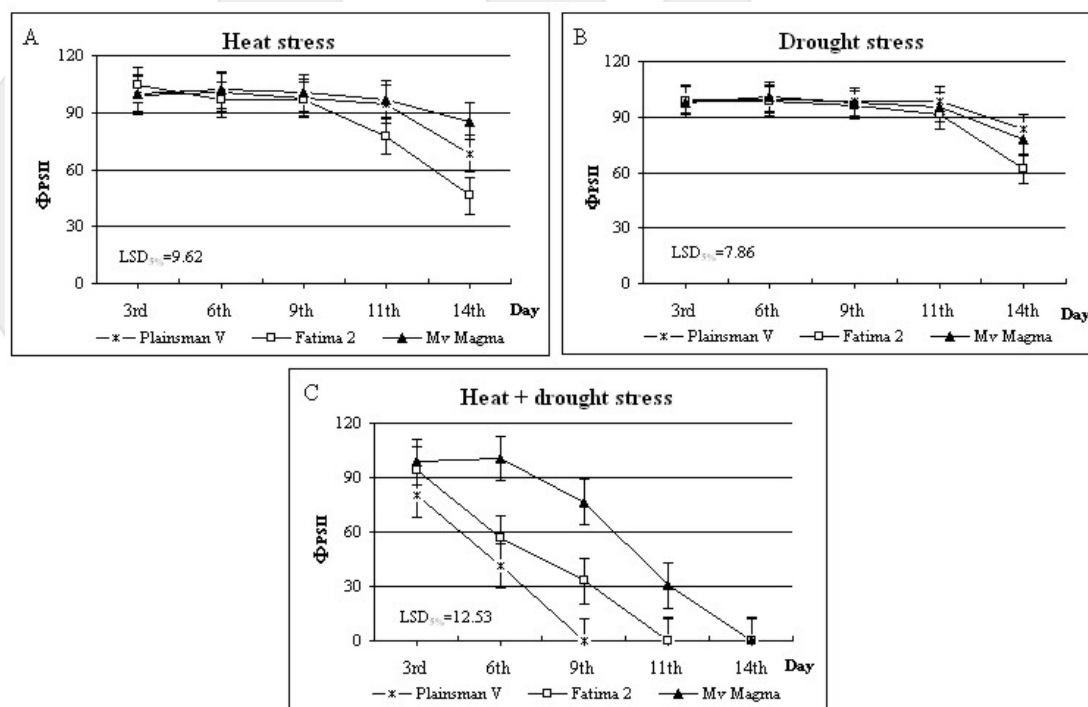 A
Heat stress
120
90
60
30
0
ΦPSII
LSD5%=9.62
3rd 6th 9th 11th 14th Day
Plainsman V Fatima 2 Mv Magma
B
Drought stress
120
90
60
30
0
ΦPSII
LSD5%=7.86
3rd 6th 9th 11th 14th Day
Plainsman V Fatima 2 Mv Magma
C
Heat + drought stress
120
90
60
30
0
ΦPSII
LSD5%=12.53
3rd 6th 9th 11th 14th Day
Plainsman V Fatima 2 Mv Magma